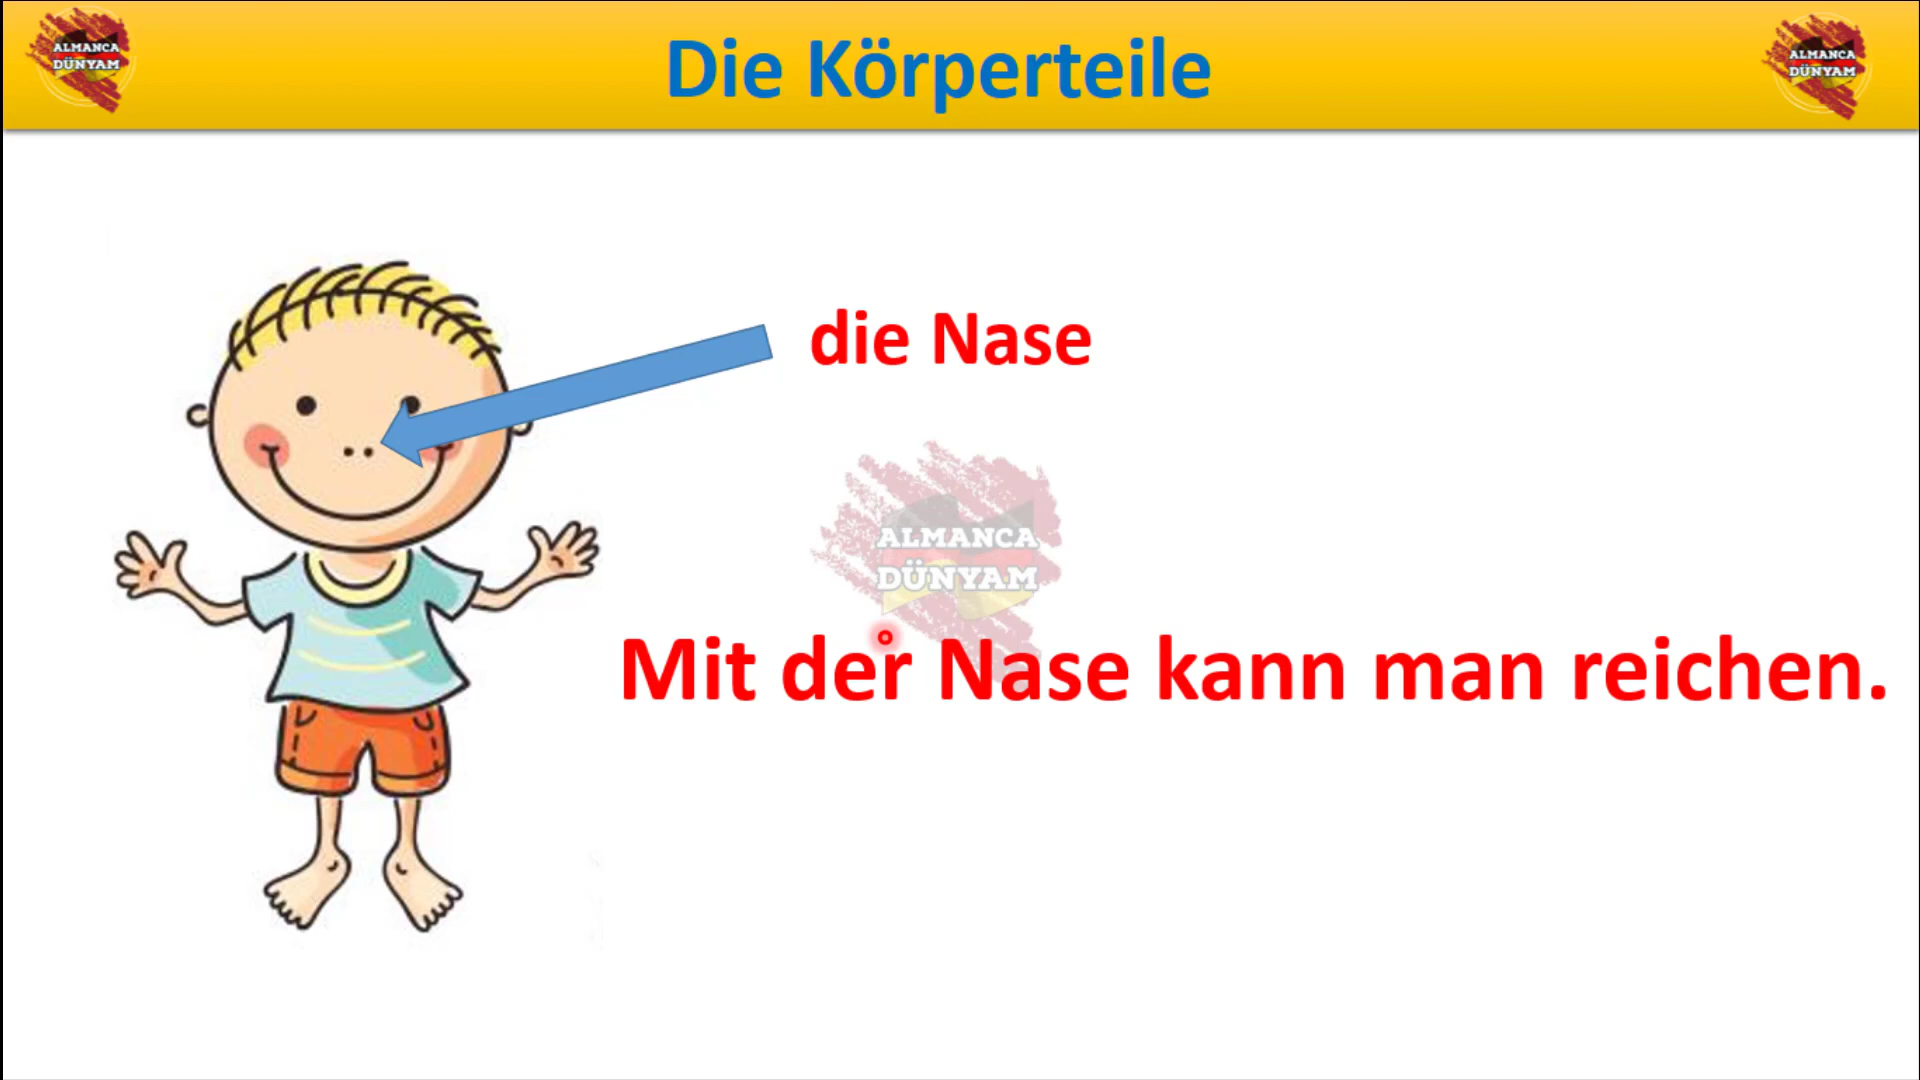 ALMANCA
DÜNYAM
Die Körperteile
ALMANCA
DÜNYAM
die Nase
ALMANCA
DÜNYAM
Mit der Nase kann man reichen.